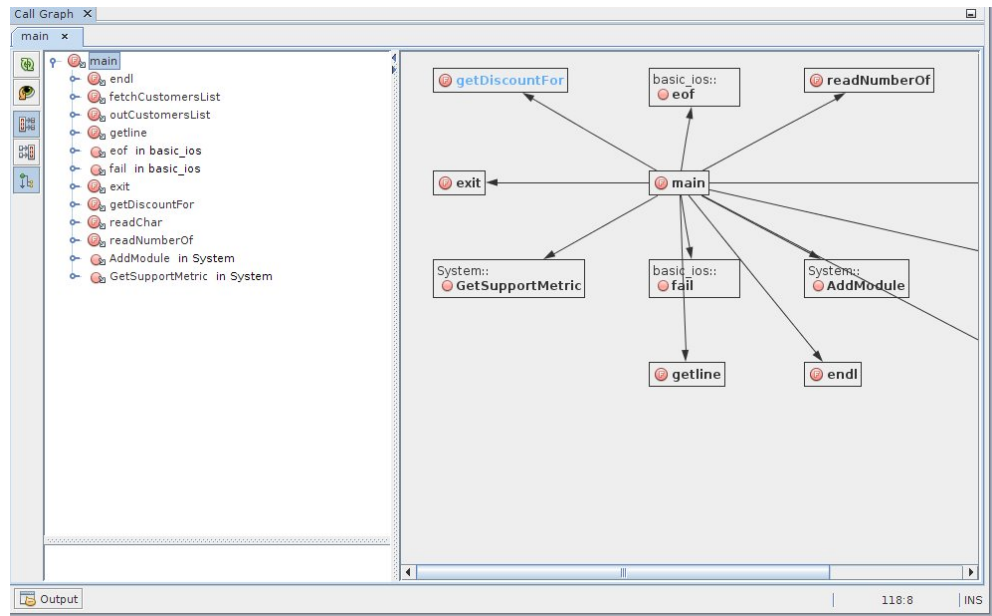 Call Graph
main
main
endl
fetchCustomersList
outCustomersList
getline
eof in basic_ios
fail in basic_ios
exit
getDiscountFor
readChar
readNumberOf
AddModule in System
GetSupportMetric in System
getDiscountFor
basic_ios::
eof
readNumberOf
exit
main
System::
GetSupportMetric
basic_ios::
fail
System::
AddModule
getline
endl
Output
118:8
INS